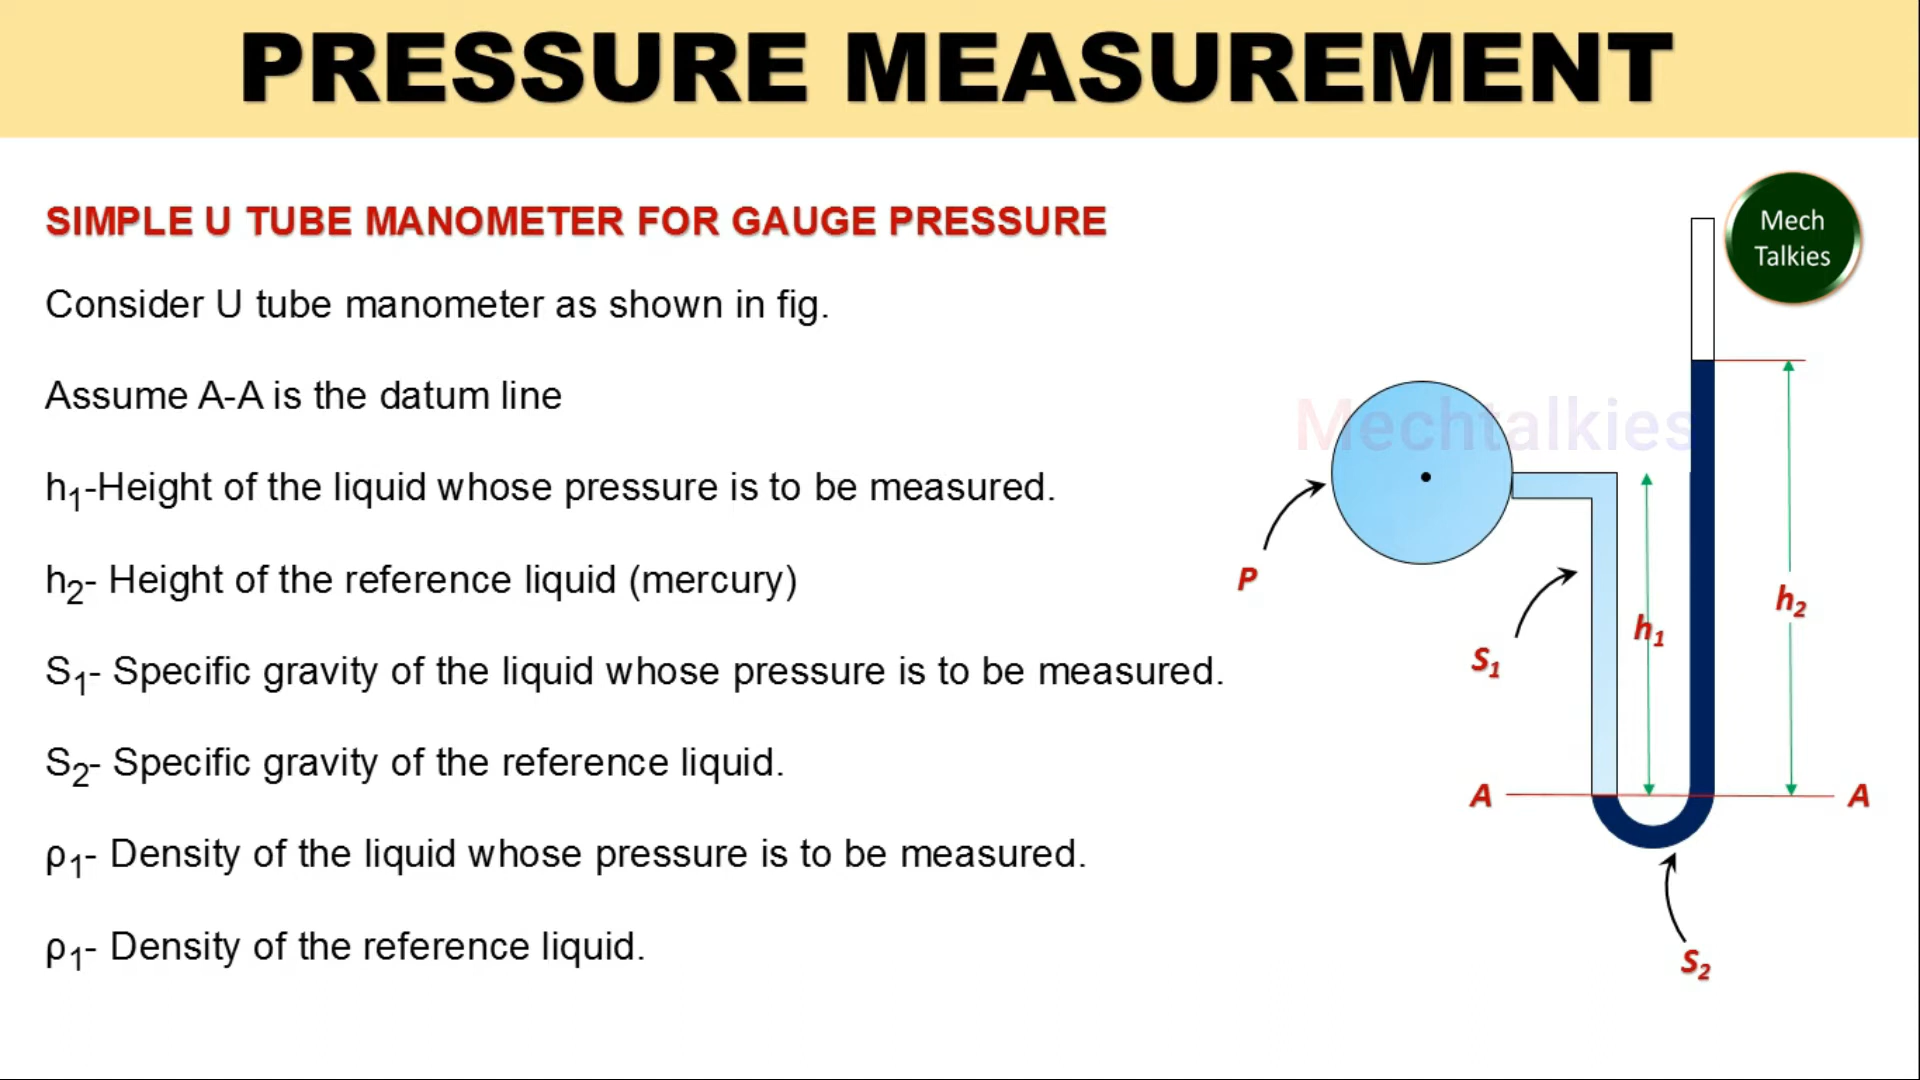 PRESSURE MEASUREMENT
Mech
Talkies
SIMPLE U TUBE MANOMETER FOR GAUGE PRESSURE
Consider U tube manometer as shown in fig.
Assume A-A is the datum line
Mechtalkies
h₁-Height of the liquid whose pressure is to be measured.
h₂- Height of the reference liquid (mercury)
P
h₂
h₁
S₁
S₁- Specific gravity of the liquid whose pressure is to be measured.
S₂- Specific gravity of the reference liquid.
A
A
ρ₁- Density of the liquid whose pressure is to be measured.
ρ₁- Density of the reference liquid.
S₂